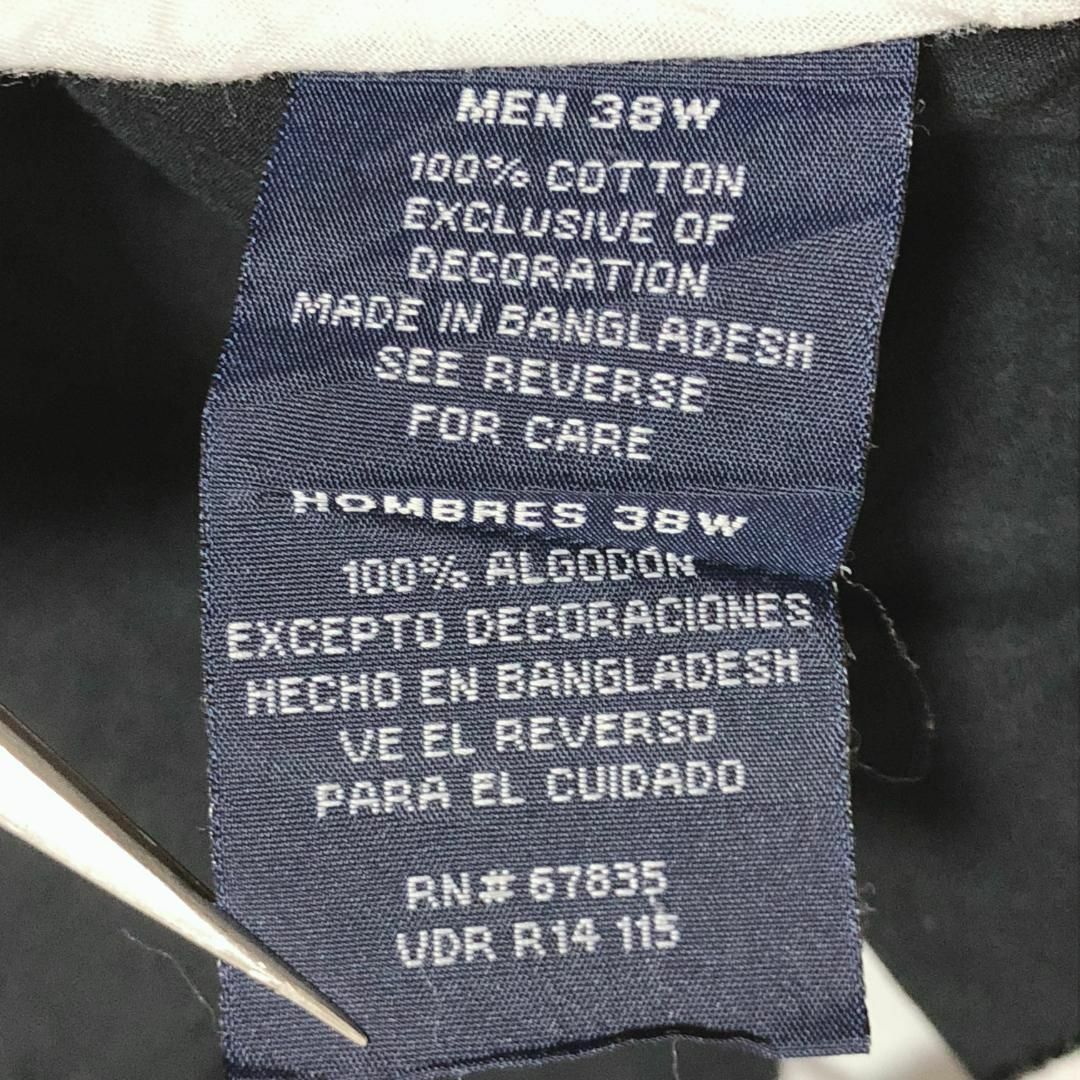 MEN 38W
100% COTTON
EXCLUSIVE OF
DECORATION
MADE IN BANGLADESH
SEE REVERSE
FOR CARE
HOMBRES 38W
100% ALGODÓN
EXCEPTO DECORACIONES
HECHO EN BANGLADESH
VE EL REVERSO
PARA EL CUIDADO
RN# 67835
VDR R14 115